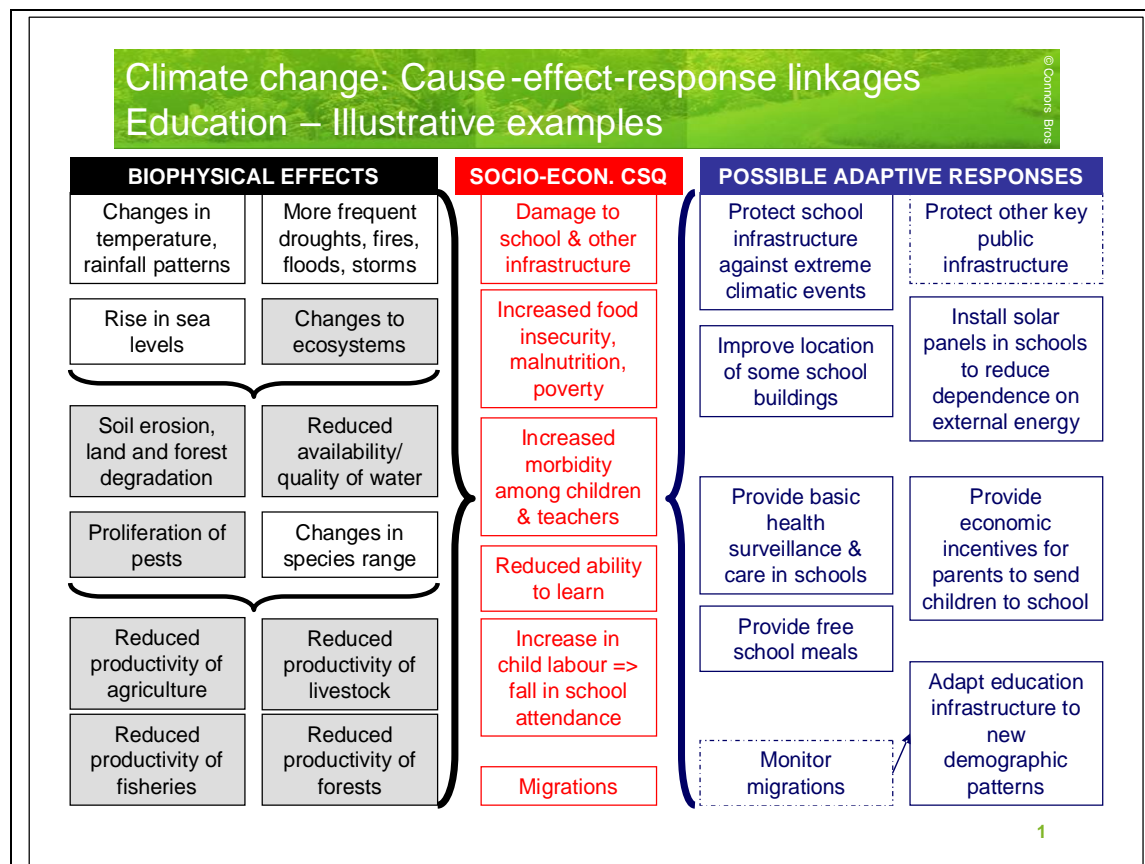 Climate change: Cause-effect-response linkages
Education – Illustrative examples
© Connors Bros
BIOPHYSICAL EFFECTS
Changes in
temperature,
rainfall patterns
More frequent
droughts, fires,
floods, storms
Rise in sea
levels
Changes to
ecosystems
Soil erosion,
land and forest
degradation
Reduced
availability/
quality of water
Proliferation of
pests
Changes in
species range
Reduced
productivity of
agriculture
Reduced
productivity of
livestock
Reduced
productivity of
fisheries
Reduced
productivity of
forests
SOCIO-ECON. CSQ
Damage to
school & other
infrastructure
Increased food
insecurity,
malnutrition,
poverty
Increased
morbidity
among children
& teachers
Reduced ability
to learn
Increase in
child labour =>
fall in school
attendance
Migrations
POSSIBLE ADAPTIVE RESPONSES
Protect school
infrastructure
against extreme
climatic events
Protect other key
public
infrastructure
Improve location
of some school
buildings
Install solar
panels in schools
to reduce
dependence on
external energy
Provide basic
health
surveillance &
care in schools
Provide
economic
incentives for
parents to send
children to school
Provide free
school meals
Monitor
migrations
Adapt education
infrastructure to
new
demographic
patterns
1